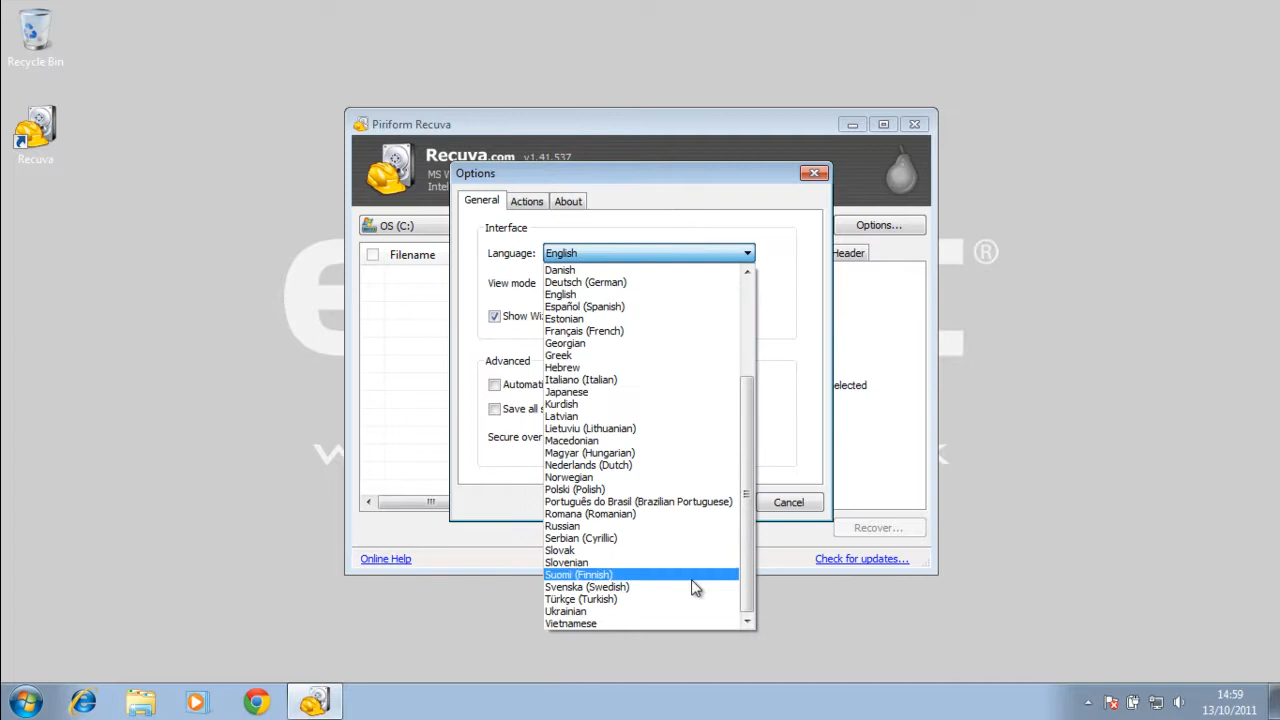 Recycle Bin
Recuva
Piriform Recuva
Recuva.com v1.41.537
MS W
Intel
OS (C:)
Options...
Filename
Header
selected
Options
General
Actions
About
Interface
Language: English
View mode
Show Wi
Advanced
Automati
Save all s
Secure over
Danish
Deutsch (German)
English
Español (Spanish)
Estonian
Français (French)
Georgian
Greek
Hebrew
Italiano (Italian)
Japanese
Kurdish
Latvian
Lietuviu (Lithuanian)
Macedonian
Magyar (Hungarian)
Nederlands (Dutch)
Norwegian
Polski (Polish)
Português do Brasil (Brazilian Portuguese)
Romana (Romanian)
Russian
Serbian (Cyrillic)
Slovak
Slovenian
Suomi (Finnish)
Svenska (Swedish)
Türkçe (Turkish)
Ukrainian
Vietnamese
Cancel
Recover...
Online Help
Check for updates...
14:59
13/10/2011